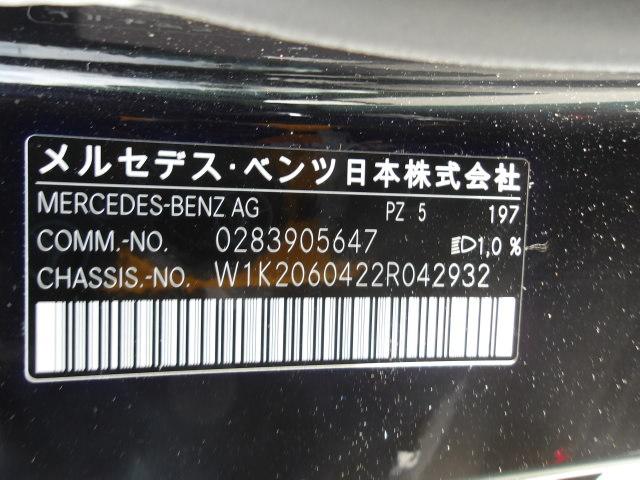 メルセデス・ベンツ日本株式会社
MERCEDES-BENZ AG PZ 5 197
COMM.-NO. 0283905647 1,0 %
CHASSIS.-NO. W1K2060422R042932